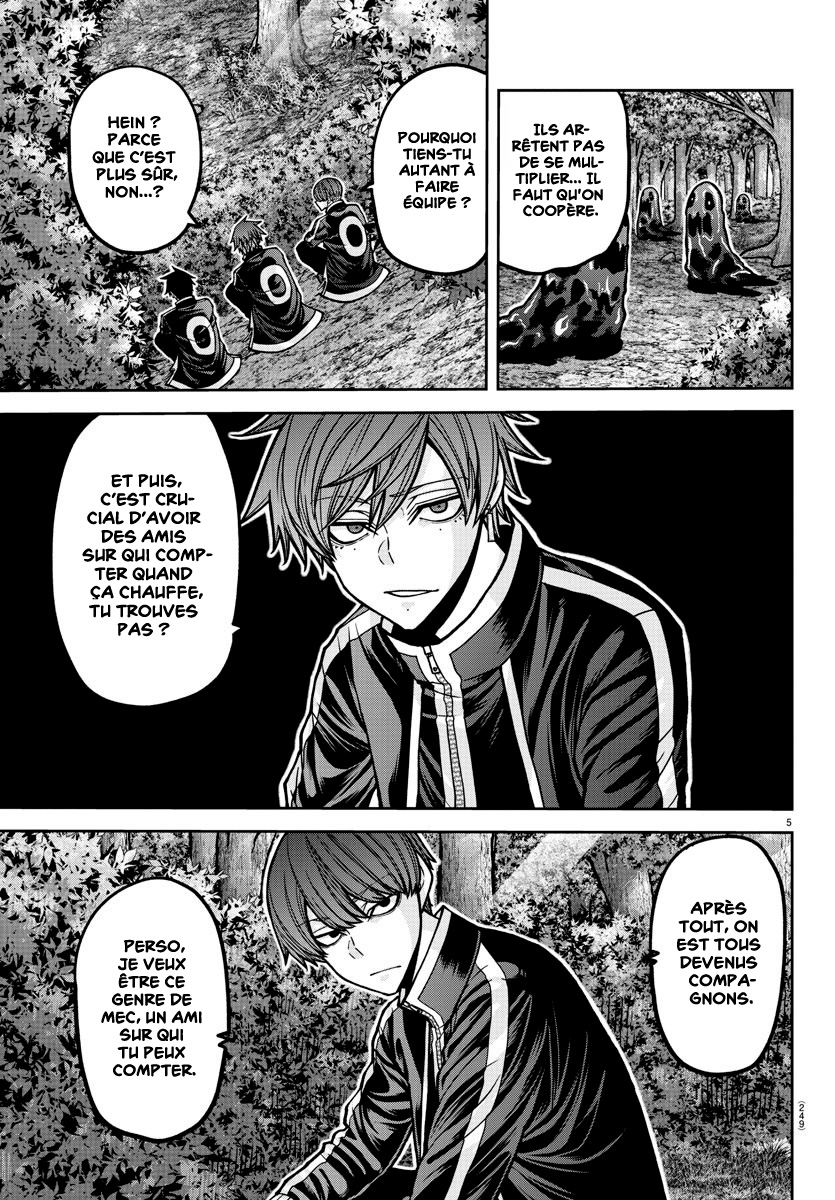 ILS AR-
RÊTENT PAS
DE SE MUL-
TIPLIER... IL
FAUT QU'ON
COOPÈRE.
POURQUOI
TIENS-TU
AUTANT À
FAIRE
ÉQUIPE ?
HEIN ?
PARCE
QUE C'EST
PLUS SÛR,
NON...?
ET PUIS,
C'EST CRU-
CIAL D'AVOIR
DES AMIS
SUR QUI COMP-
TER QUAND
ÇA CHAUFFE,
TU TROUVES
PAS ?
5
APRÈS
TOUT, ON
EST TOUS
DEVENUS
COMPA-
GNONS.
PERSO,
JE VEUX
ÊTRE CE
GENRE DE
MEC, UN AMI
SUR QUI
TU PEUX
COMPTER.
(249)